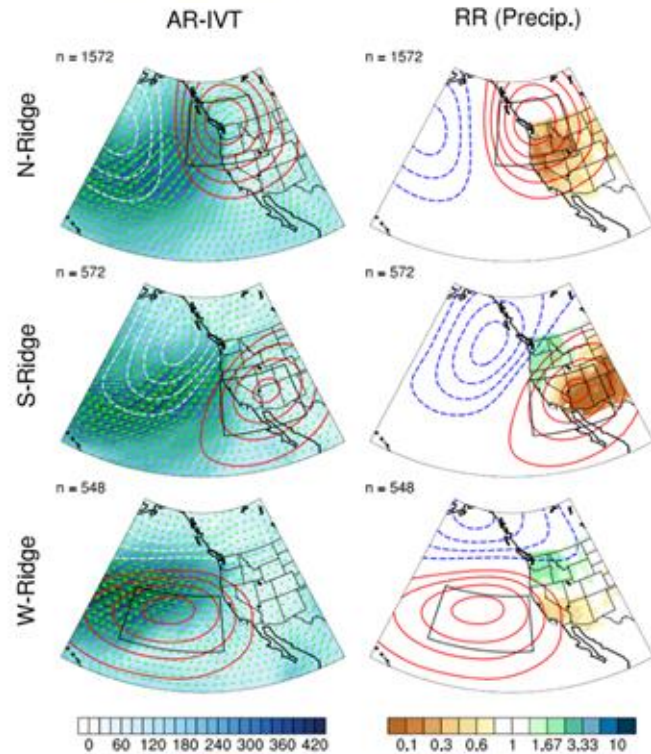 AR-IVT RR (Precip.)
n = 1572 n = 1572
N-Ridge
n = 572 n = 572
S-Ridge
n = 548 n = 548
W-Ridge
0 60 120 180 240 300 360 420 0,1 0,3 0,6 1 1,67 3,33 10